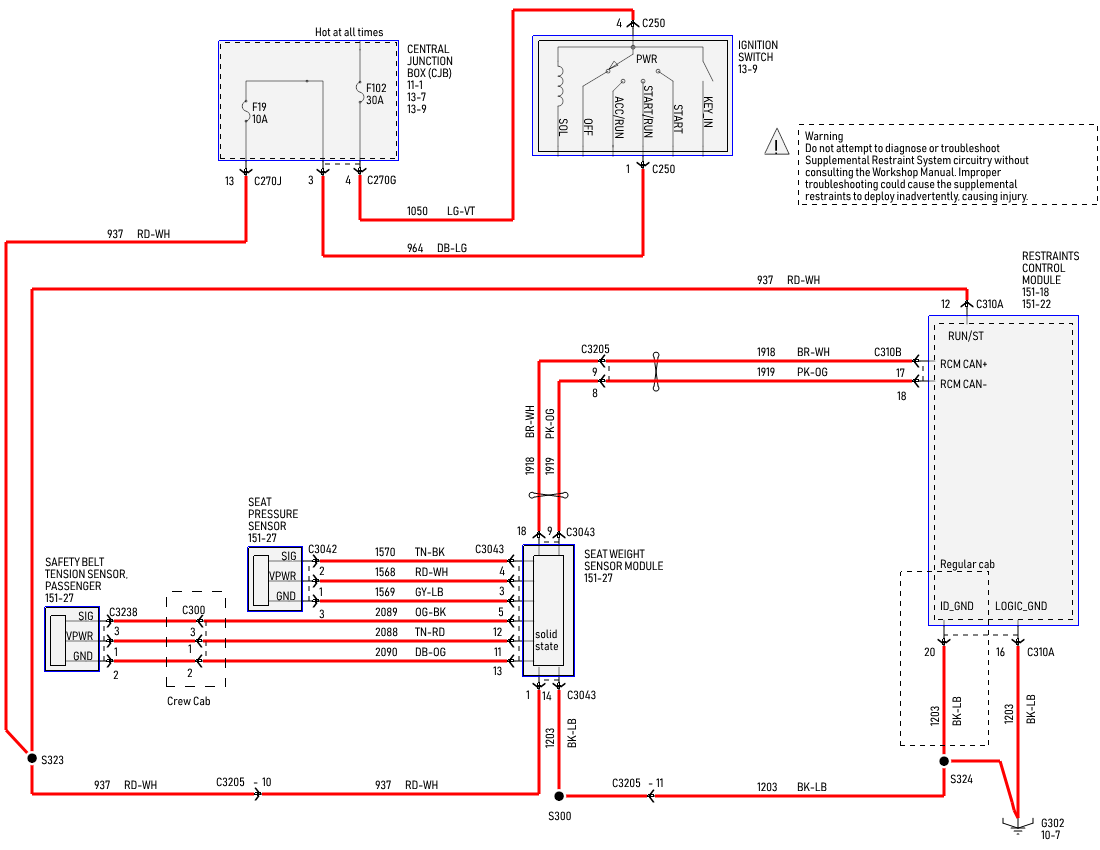 4 C250
Hot at all times
CENTRAL
JUNCTION
BOX (CJB)
11-1
13-7
13-9
F19
10A
F102
30A
IGNITION
SWITCH
13-9
PWR
SOL
OFF
ACC/RUN
START/RUN
START
KEY_IN
Warning
Do not attempt to diagnose or troubleshoot
Supplemental Restraint System circuitry without
consulting the Workshop Manual. Improper
troubleshooting could cause the supplemental
restraints to deploy inadvertently, causing injury.
13 C270J
3
4 C270G
1 C250
1050 LG-VT
937 RD-WH
964 DB-LG
RESTRAINTS
CONTROL
MODULE
151-18
151-22
937 RD-WH
12 C310A
RUN/ST
C3205
1918 BR-WH
C310B
RCM CAN+
9
1919 PK-OG
17
RCM CAN-
8
18
BR-WH
PK-OG
1918
1919
SEAT
PRESSURE
SENSOR
151-27
18
9
C3043
SIG
C3042
1570 TN-BK
C3043
SEAT WEIGHT
SENSOR MODULE
151-27
VPWR
2
1568 RD-WH
4
GND
1
1569 GY-LB
3
3
SAFETY BELT
TENSION SENSOR,
PASSENGER
151-27
SIG
C3238
C300
2089 OG-BK
5
VPWR
3
3
2088 TN-RD
12
GND
1
1
2090 DB-OG
11
2
2
13
solid
state
Crew Cab
Regular cab
ID_GND
LOGIC_GND
20
16
C310A
1
14
C3043
1203
BK-LB
1203
BK-LB
1203
BK-LB
S323
937 RD-WH
C3205 - 10
937 RD-WH
S300
C3205 - 11
1203 BK-LB
S324
G302
10-7